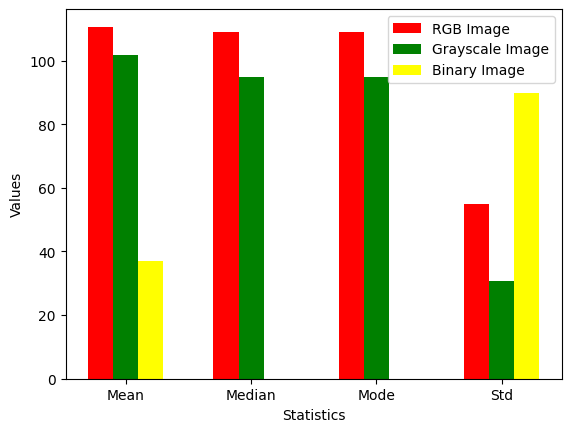 RGB Image
Grayscale Image
Binary Image
Values
100
80
60
40
20
0
Mean Median Mode Std
Statistics